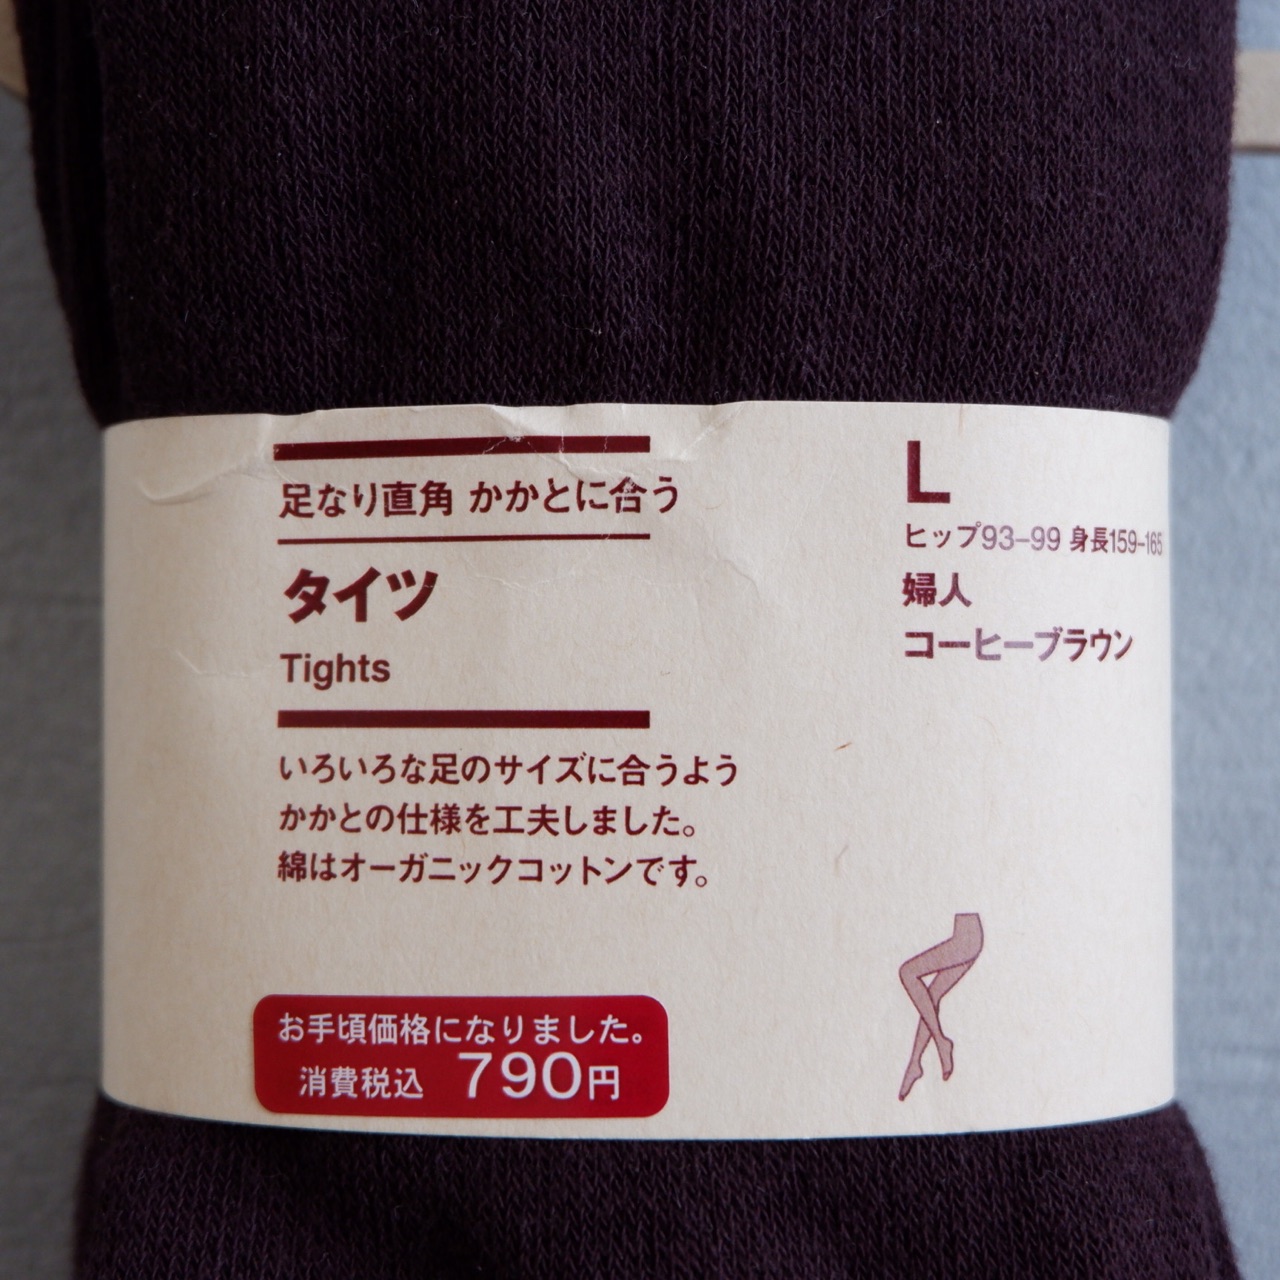 足なり直角 かかとに合う
タイツ
Tights
いろいろな足のサイズに合うよう
かかとの仕様を工夫しました。
綿はオーガニックコットンです。
お手頃価格になりました。
消費税込 790円
L
ヒップ93−99 身長159−165
婦人
コーヒーブラウン